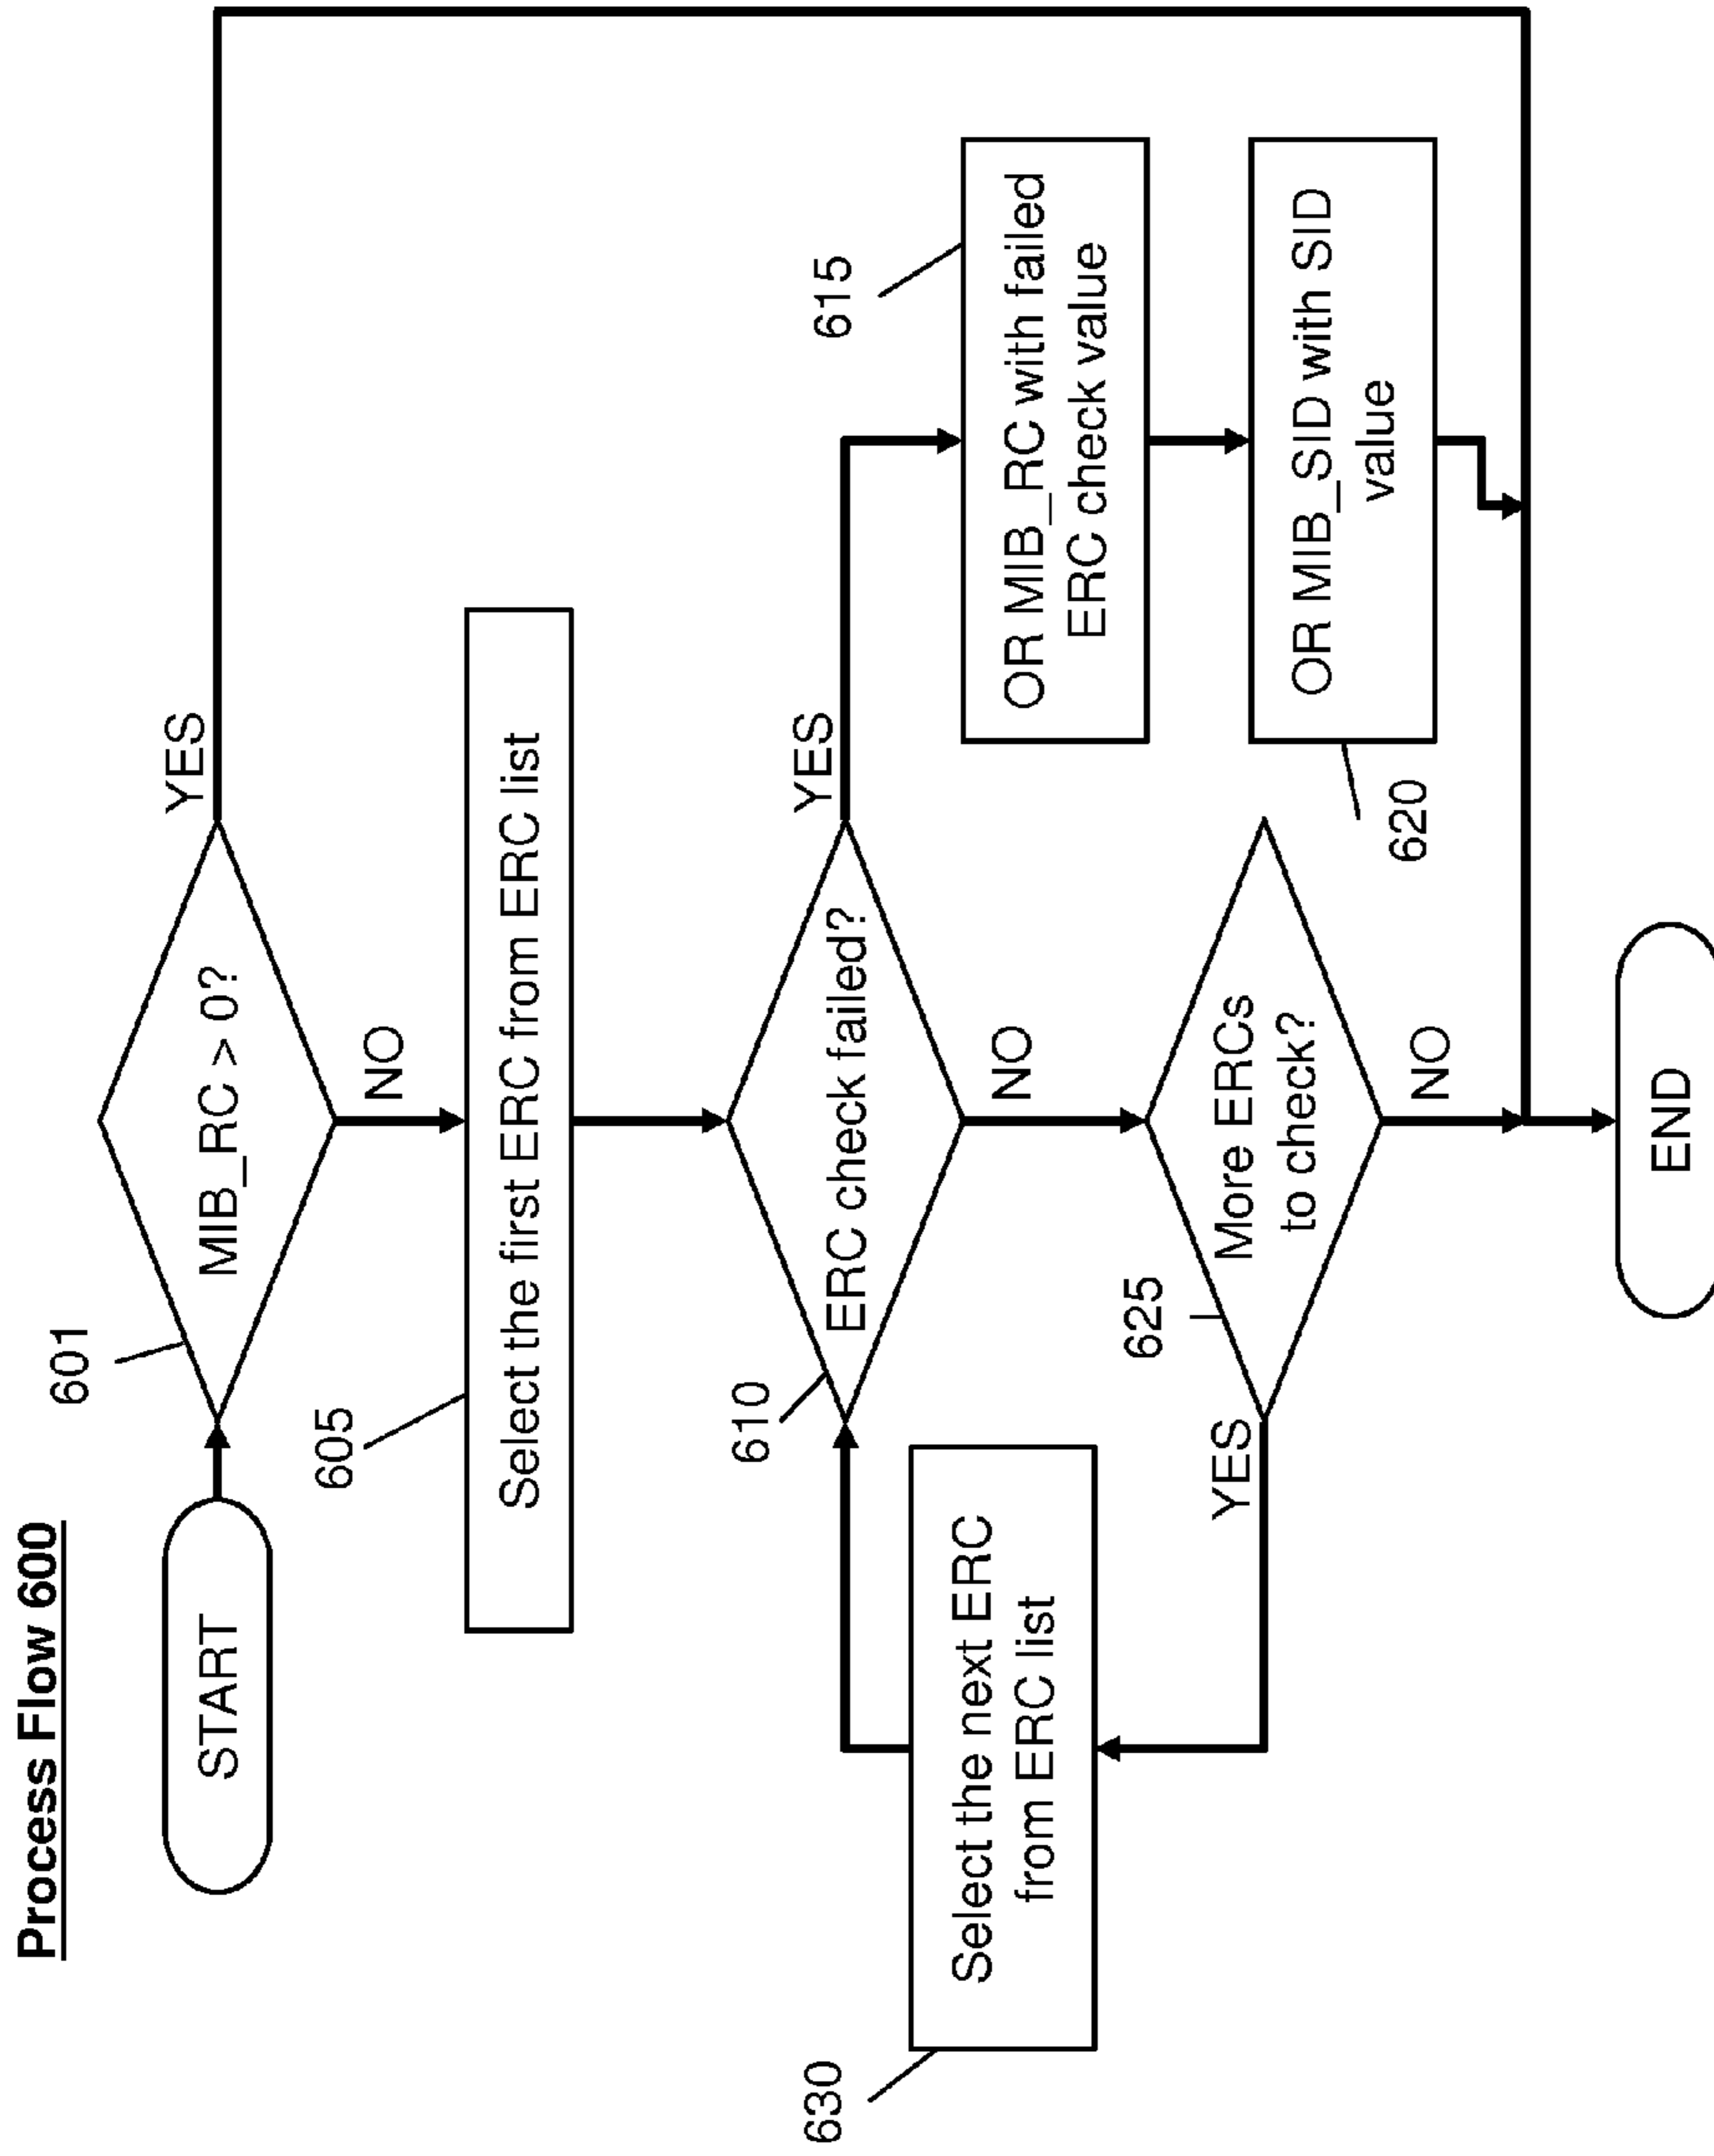 Process Flow 600
START
601
MIB_RC > 0?
YES
NO
605
Select the first ERC from ERC list
610
ERC check failed?
YES
NO
615
OR MIB_RC with failed
ERC check value
620
OR MIB_SID with SID
value
625
More ERCs
to check?
YES
NO
630
Select the next ERC
from ERC list
END